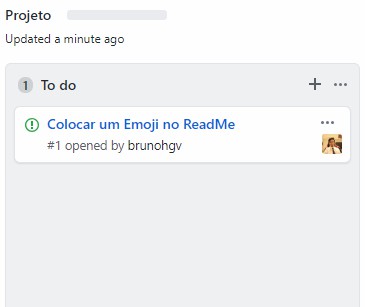 Projeto
Updated a minute ago
1 To do
Colocar um Emoji no ReadMe
#1 opened by brunohgv